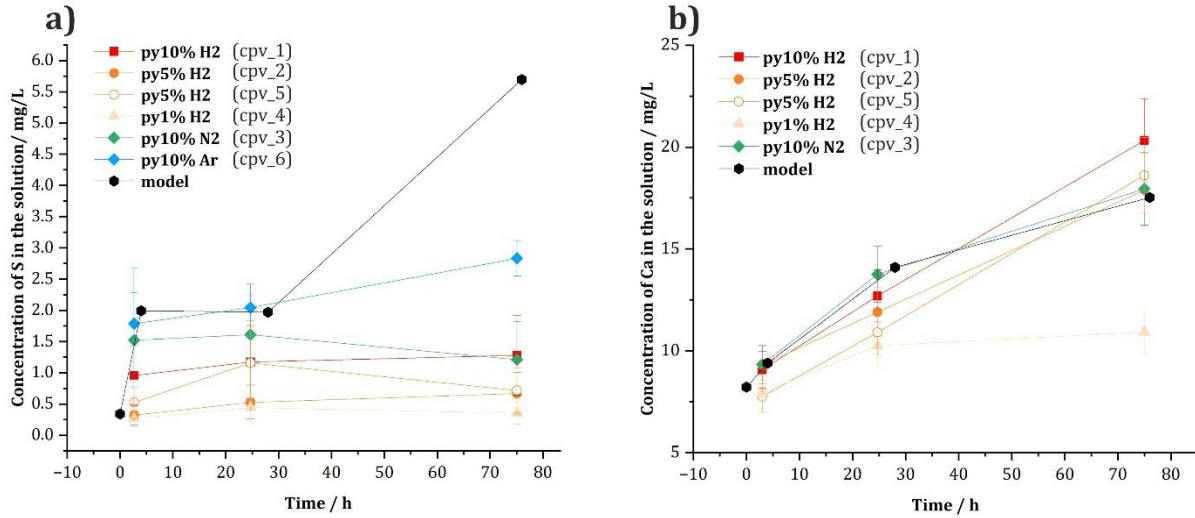 a)
Concentration of S in the solution/ mg/L
6.0
5.5
5.0
4.5
4.0
3.5
3.0
2.5
2.0
1.5
1.0
0.5
0.0
py10% H2 (cpv_1)
py5% H2 (cpv_2)
py5% H2 (cpv_5)
py1% H2 (cpv_4)
py10% N2 (cpv_3)
py10% Ar (cpv_6)
model
−10 0 10 20 30 40 50 60 70 80
Time / h
b)
Concentration of Ca in the solution / mg/L
25
20
15
10
5
py10% H2 (cpv_1)
py5% H2 (cpv_2)
py5% H2 (cpv_5)
py1% H2 (cpv_4)
py10% N2 (cpv_3)
model
−10 0 10 20 30 40 50 60 70 80
Time / h